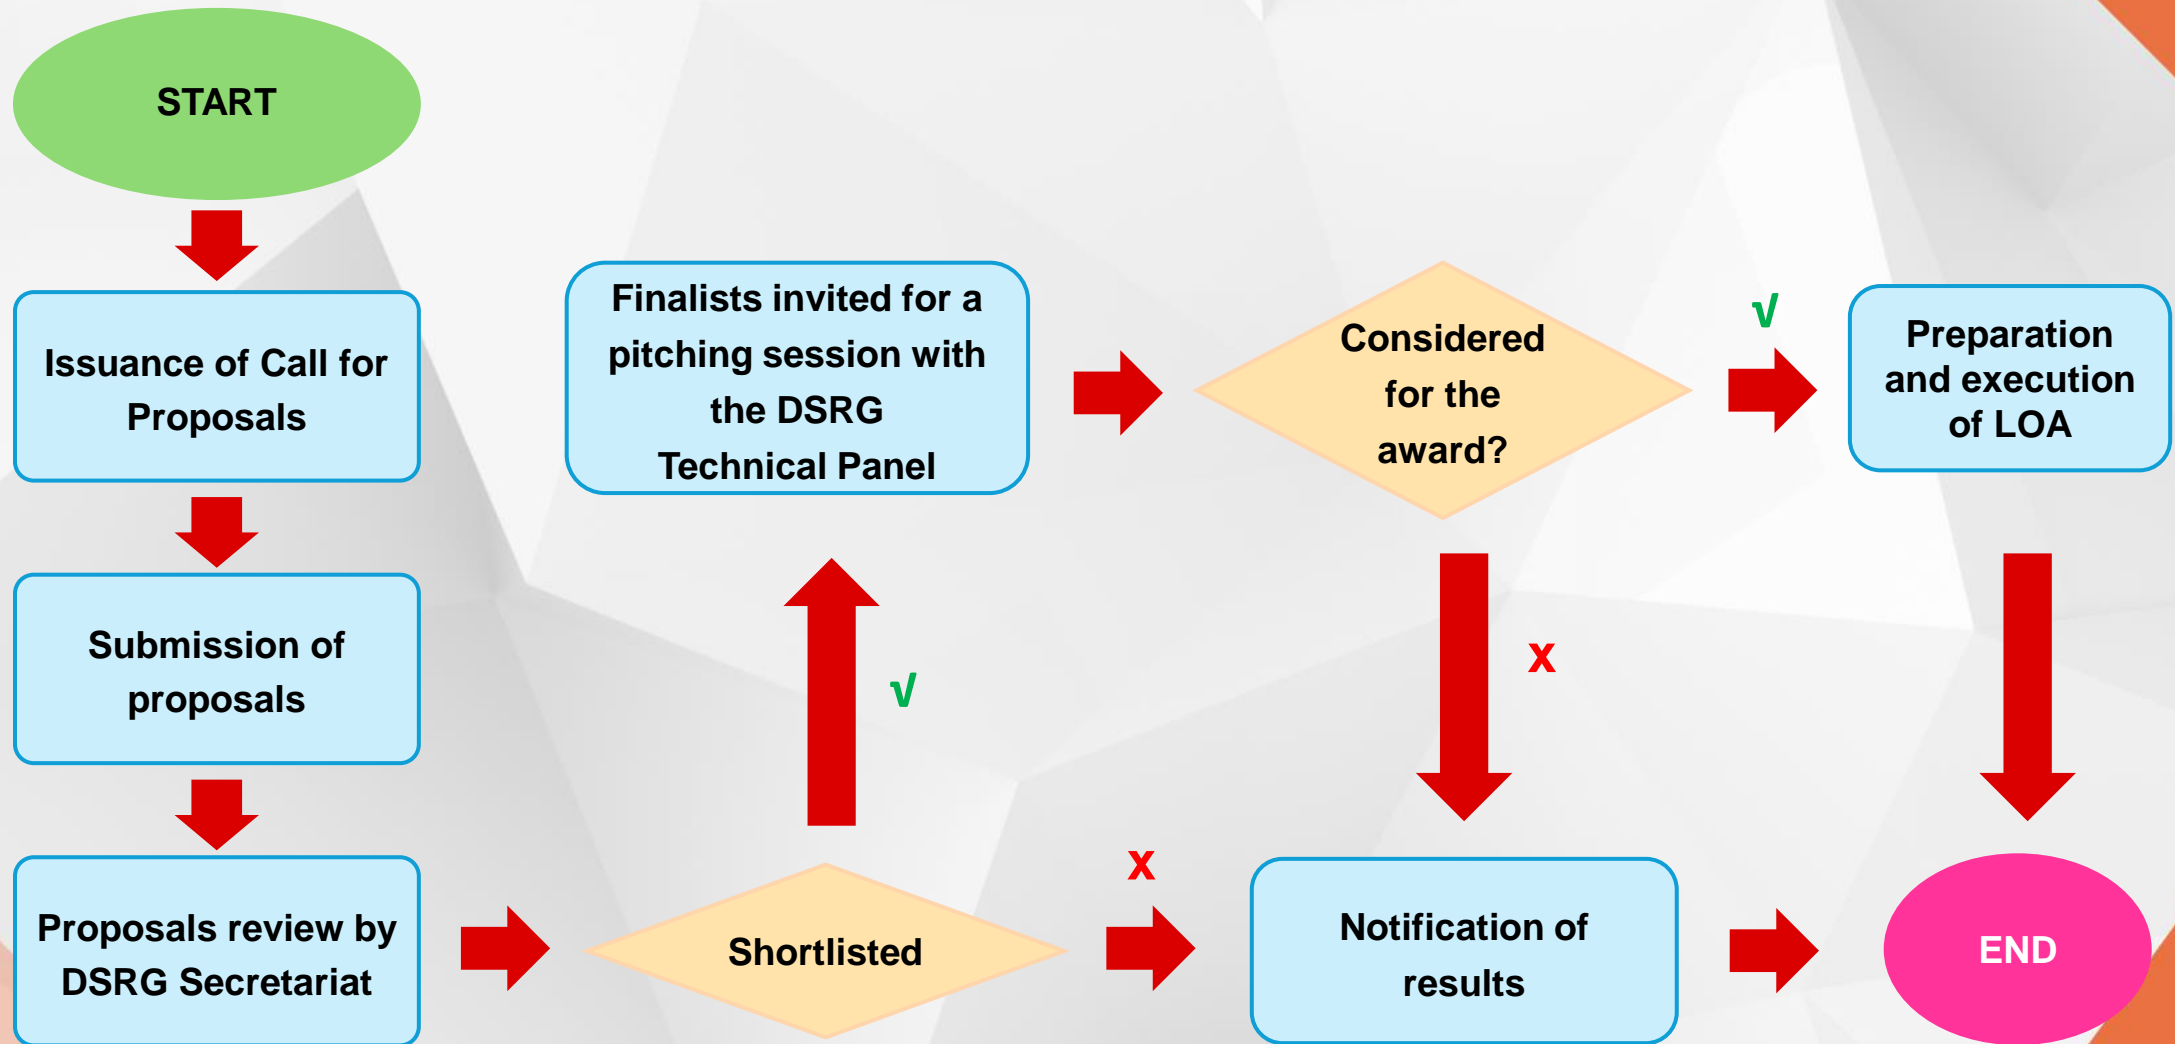 START
Issuance of Call for
Proposals
Submission of
proposals
Proposals review by
DSRG Secretariat
Shortlisted
√
x
Finalists invited for a
pitching session with
the DSRG
Technical Panel
Considered
for the
award?
√
x
Preparation
and execution
of LOA
Notification of
results
END